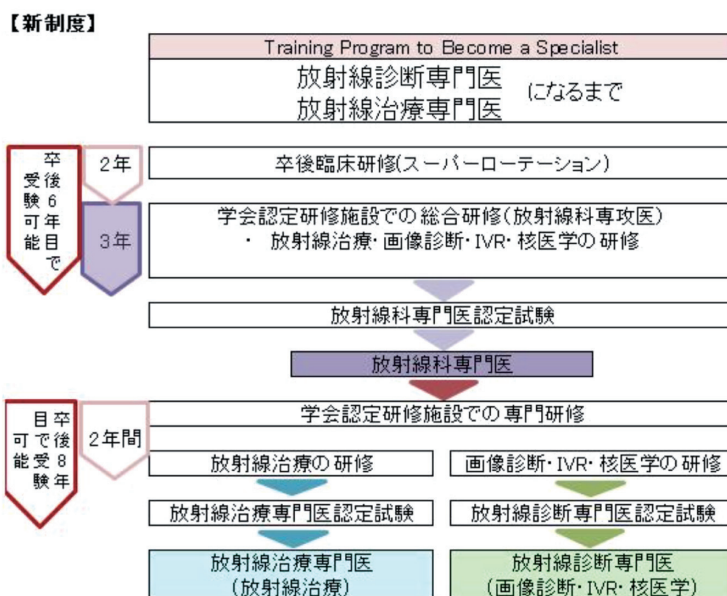 【新制度】
Training Program to Become a Specialist
放射線診断専門医
放射線治療専門医
になるまで
卒後6年目で
受験可能
2年
卒後臨床研修(スーパーローテーション)
3年
学会認定研修施設での総合研修(放射線科専攻医)
・ 放射線治療・画像診断・IVR・核医学の研修
放射線科専門医認定試験
放射線科専門医
卒後8年
目で受験
可能
2年間
学会認定研修施設での専門研修
放射線治療の研修
画像診断・IVR・核医学の研修
放射線治療専門医認定試験
放射線診断専門医認定試験
放射線治療専門医
(放射線治療)
放射線診断専門医
(画像診断・IVR・核医学)